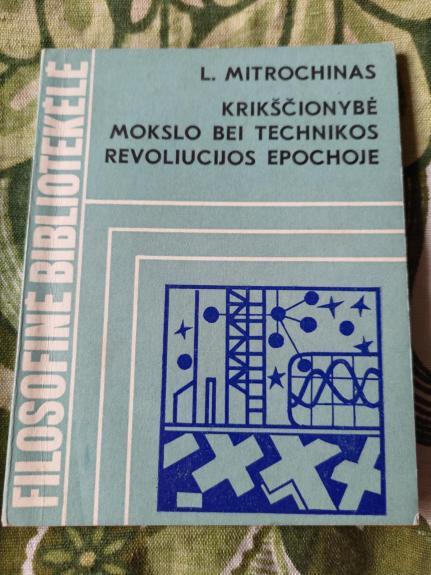 L. MITROCHINAS
KRIKŠČIONYBĖ
MOKSLO BEI TECHNIKOS
REVOLIUCIJOS EPOCHOJE
FILOSOFINĖ BIBLIOTEKĖLĖ